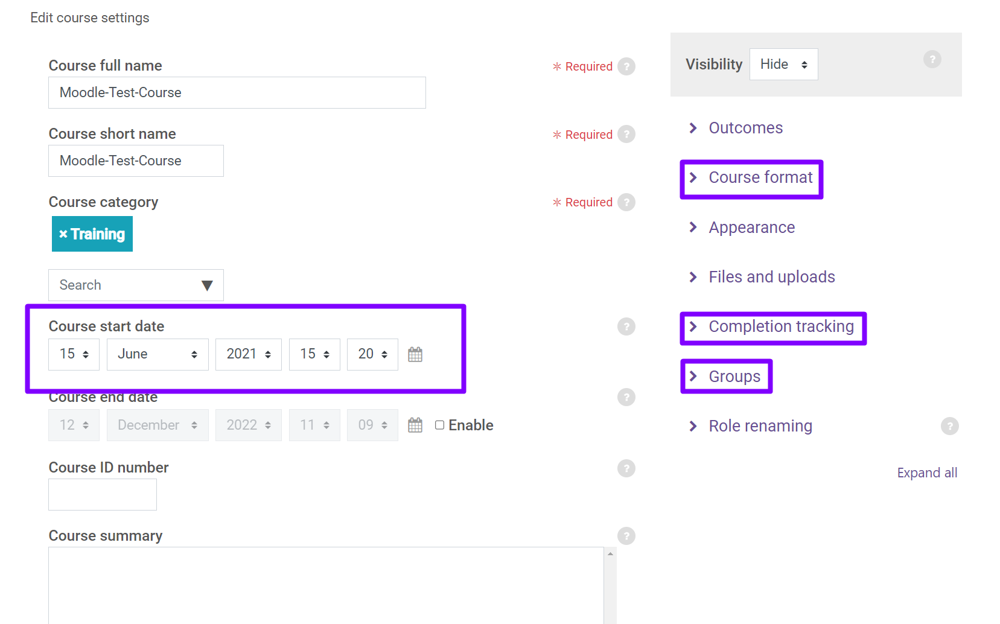 Edit course settings
Course full name
* Required ?
Moodle-Test-Course
Course short name
* Required ?
Moodle-Test-Course
Course category
* Required ?
× Training
Search
Course start date
?
15 June 2021 15 20
Course end date
?
12 December 2022 11 09 Enable
Course ID number
?
Course summary
?
Visibility Hide ?
Outcomes
Course format
Appearance
Files and uploads
Completion tracking
Groups
Role renaming ?
Expand all